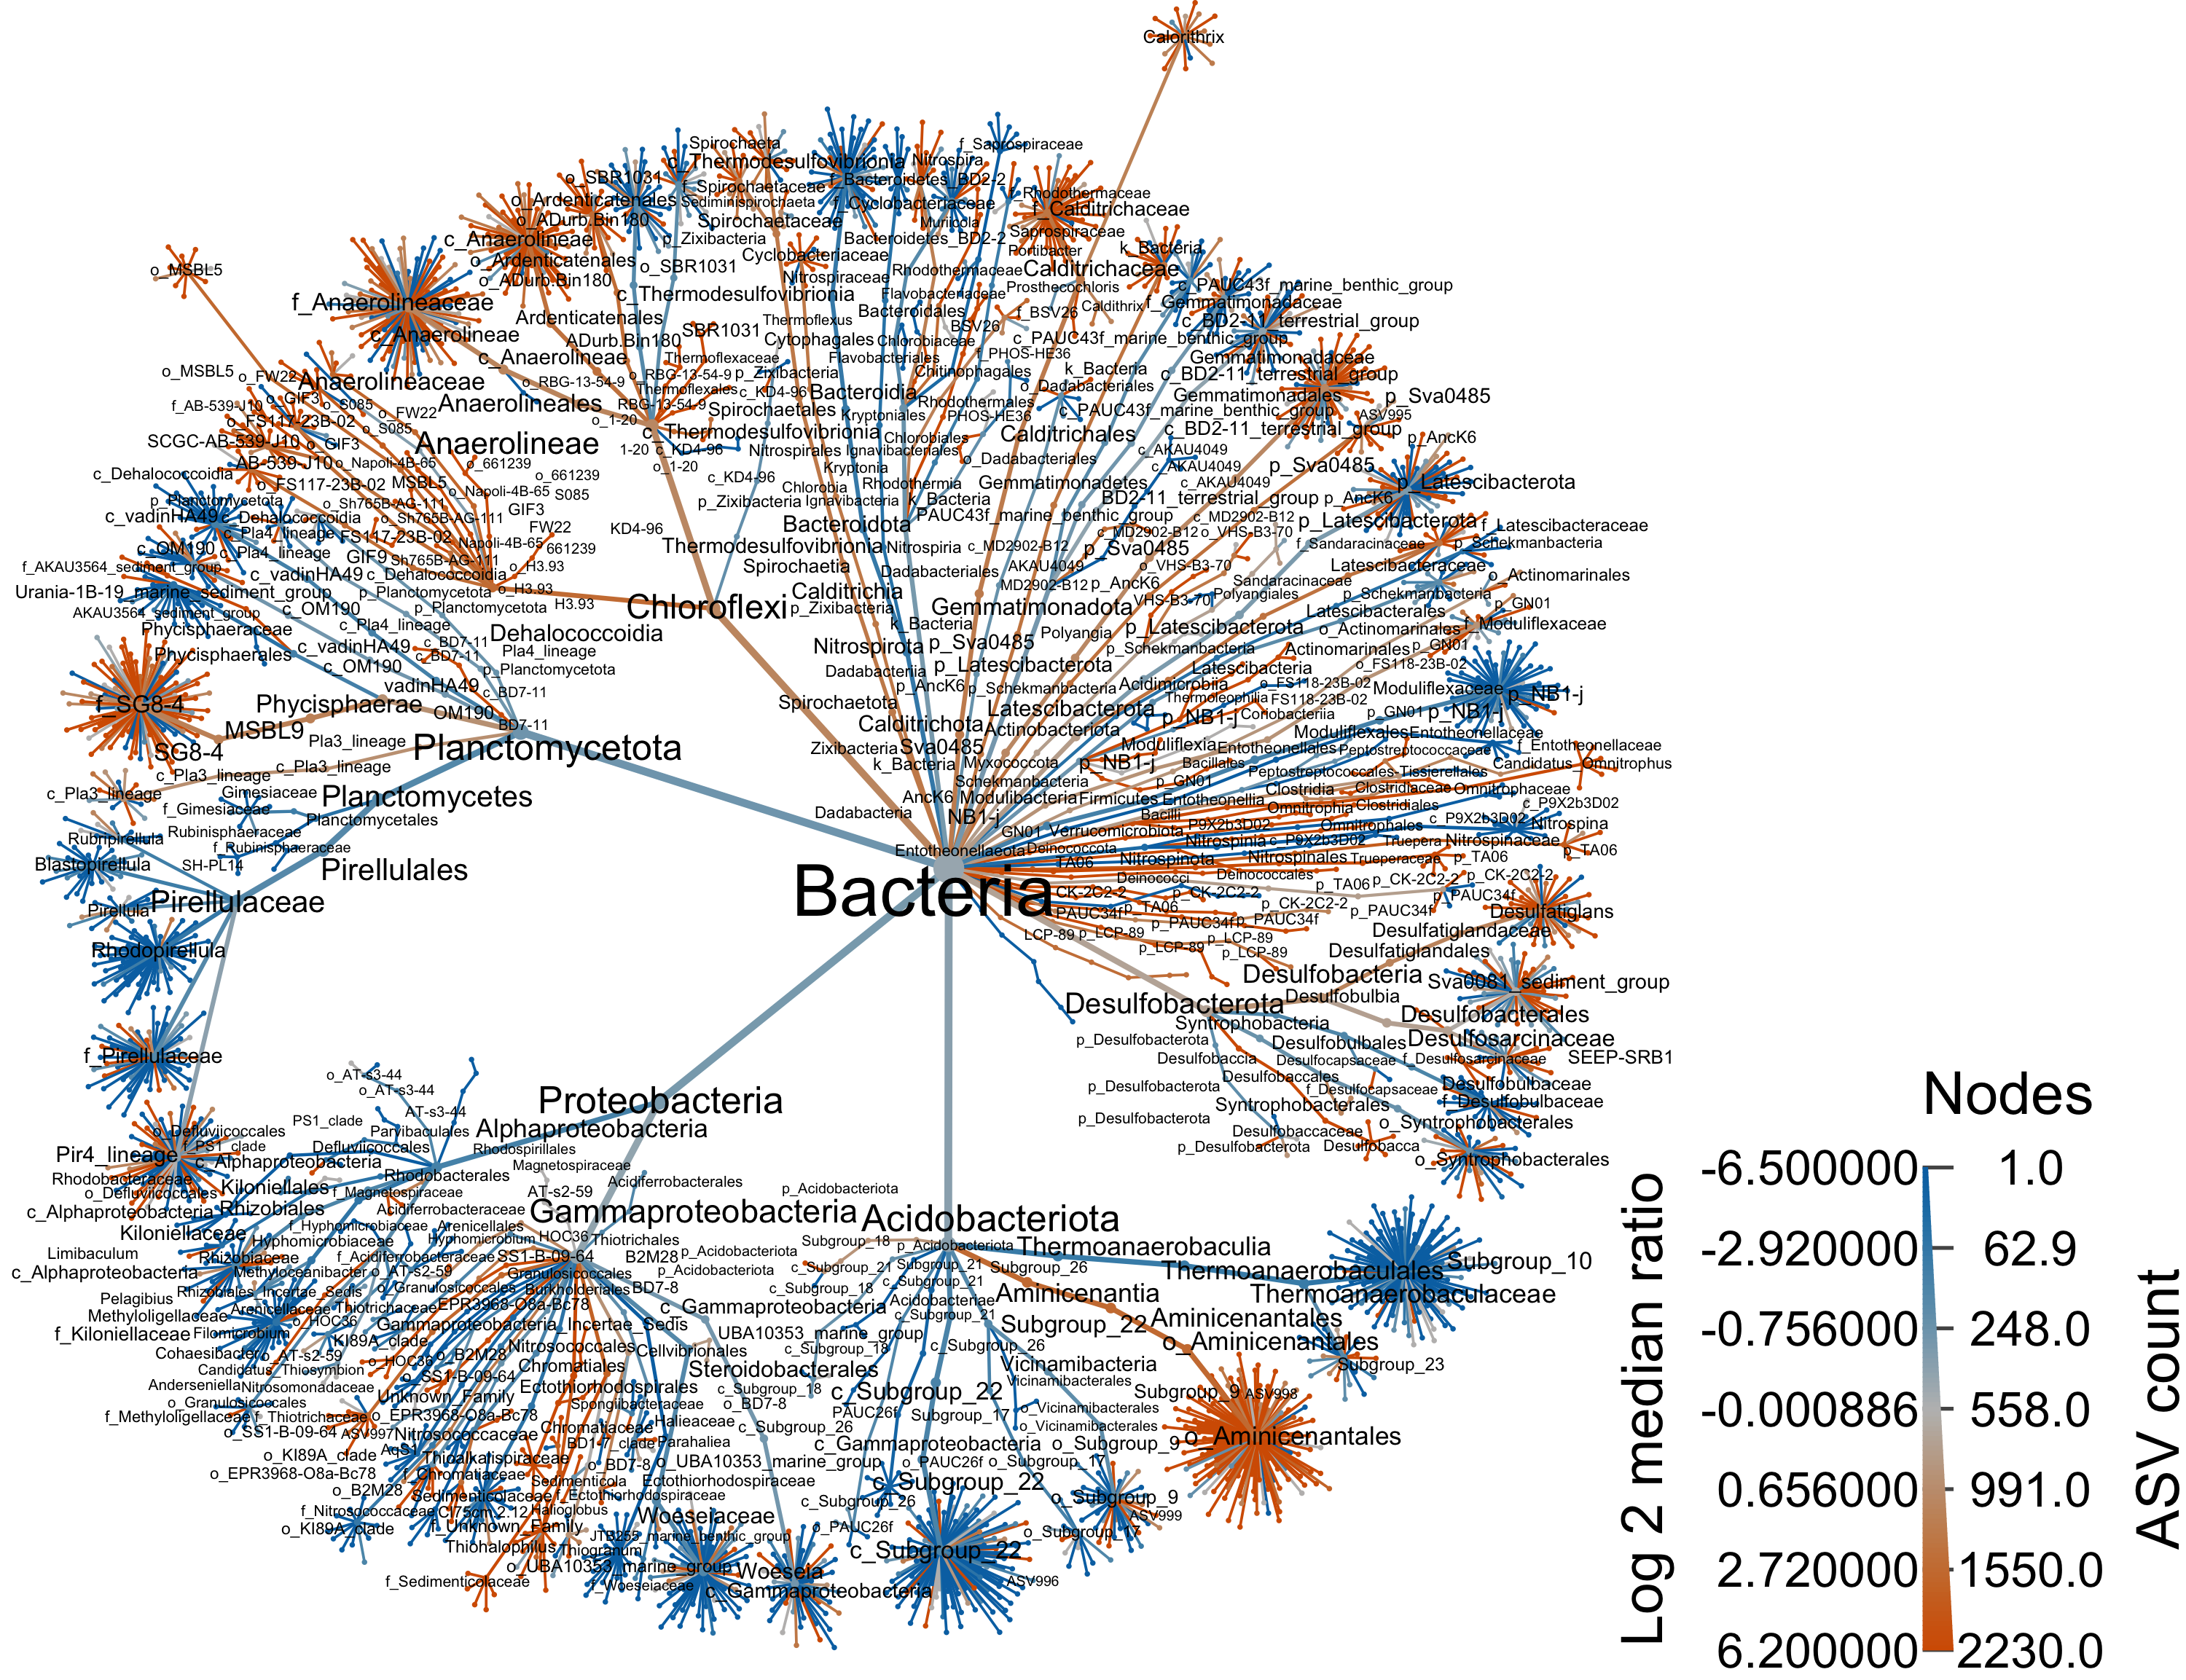 Calorithrix
Spirochaeta
f_Saprospiraceae
c_Thermodesulfovibrionia
Nitrospira
o_SBR1031
f_Spirochaetaceae
f_Bacteroidetes_BD2-2
f_Rhodothermaceae
o_Ardenticatenales
Sediminispirochaeta
f_Cyclobacteriaceae
f_Calditrichaceae
o_ADurb.Bin180
Spirochaetaceae
Muriincla
Saprospiraceae
c_Anaerolineae
p_Zixibacteria
Bacteroidetes_BD2-2
Portibacter
k_Bacteria
o_MSBL5
o_Ardenticatenales
o_SBR1031
Cyclobacteriaceae
Nitrospiraceae
Rhodothermaceae
Calditrichaceae
o_ADurb.Bin180
f_Anaerolineaceae
c_Thermodesulfovibrionia
Flavobacteriaceae
Prosthecochloris
c_PAUC43f_marine_benthic_group
Ardenticatenales
Thermoflexus
Bacteroidales
f_BSV26
Caldithrix
f_Gemmatimonadaceae
c_Anaerolineae
ADurb.Bin180
SBR1031
Cytophagales
Chlorobiaceae
BSV26
c_PAUC43f_marine_benthic_group
c_BD2-11_terrestrial_group
c_Anaerolineae
Thermoflexaceae
Flavobacteriales
f_PHOS-HE36
Gemmatimonadaceae
o_MSBL5
o_FW22
Anaerolineaceae
o_RBG-13-54-9
o_RBG-13-54-9
p_Zixibacteria
Chitinophagales
k_Bacteria
c_BD2-11_terrestrial_group
Thermoflexales
c_KD4-96
Bacteroidia
o_Dadabacteriales
Gemmatimonadales
p_Sva0485
f_AB-539-J10
o_GIF3
o_S085
o_FW22
Anaerolineales
RBG-13-54-9
Spirochaetales
Kryptoniales
Rhodothermales
PHOS-HE36
c_PAUC43f_marine_benthic_group
ASV995
o_FS117-23B-02
o_S085
o_1-20
c_Thermodesulfovibrionia
Chlorobiales
Calditrichales
c_BD2-11_terrestrial_group
p_AncK6
SCGC-AB-539-J10
o_GIF3
Anaerolineae
1-20
c_KD4-96
Nitrospirales
Ignavibacteriales
o_Dadabacteriales
c_AKAU4049
AB-539-J10
o_Napoli-4B-65
o_661239
o_1-20
Kryptonia
c_AKAU4049
p_Sva0485
c_Dehalococcoidia
o_FS117-23B-02
MSBL5
o_661239
c_KD4-96
Chlorobia
Rhodothermia
Gemmatimonadetes
c_AKAU4049
p_Latescibacterota
p_Planctomycetota
o_Sh765B-AG-111
o_Napoli-4B-65
S085
p_Zixibacteria
Ignavibacteria
k_Bacteria
BD2-11_terrestrial_group
p_AncK6
c_vadinHA49
c_Dehalococcoidia
o_Sh765B-AG-111
GIF3
KD4-96
Bacteroidota
PAUC43f_marine_benthic_group
c_MD2902-B12
p_Latescibacterota
f_Latescibacteraceae
c_Pla4_lineage
FS117-23B-02
FW22
c_MD2902-B12
o_VHS-B3-70
c_OM190
c_Pla4_lineage
Napoli-4B-65
661239
Thermodesulfovibrionia
Nitrospiria
c_MD2902-B12
p_Sva0485
f_Sandaracinaceae
p_Schekmanbacteria
GIF9
Sh765B-AG-111
o_H3.93
Spirochaetia
Dadabacteriales
AKAU4049
o_VHS-B3-70
Latescibacteraceae
f_AKAU3564_sediment_group
c_vadinHA49
c_Dehalococcoidia
Calditrichia
MD2902-B12
p_AncK6
Sandaracinaceae
o_Actinomarinales
Urania-1B-19_marine_sediment_group
p_Planctomycetota
o_H3.93
VHS-B3-70
Polyangiales
p_Schekmanbacteria
AKAU3564_sediment_group
c_OM190
p_Planctomycetota
H3.93
Chloroflexi
p_Zixibacteria
Gemmatimonadota
Latescibacterales
p_GN01
Phycisphaeraceae
c_Pla4_lineage
Dehalococcoidia
k_Bacteria
Polyangia
p_Latescibacterota
o_Actinomarinales
f_Moduliflexaceae
Phycisphaerales
c_vadinHA49
c_BD7-11
Pla4_lineage
Nitrospirota
p_Sva0485
p_Schekmanbacteria
Actinomarinales
p_GN01
c_OM190
c_BD7-11
p_Planctomycetota
Dadabacteriia
p_Latescibacterota
Latescibacteria
o_FS118-23B-02
vadinHA49
c_BD7-11
p_AncK6
p_Schekmanbacteria
Acidimicrobiia
o_FS118-23B-02
Moduliflexaceae
p_NB1-j
f_SG8-4
Phycisphaerae
OM190
BD7-11
Spirochaetota
Latescibacterota
Thermoleophilia
FS118-23B-02
p_NB1-j
Coriobacteriia
p_GN01
p_NB1-j
MSBL9
Pla3_lineage
Planctomycetota
Calditrichota
Actinobacteriota
Moduliflexales
Entotheonellaceae
SG8-4
Zixibacteria
Sva0485
Moduliflexia
Entotheonellales
Peptostreptococcaceae
f_Entotheonellaceae
c_Pla3_lineage
c_Pla3_lineage
k_Bacteria
Myxococcota
p_NB1-j
Bacillales
Peptostreptococcales-Tissierellales
Candidatus_Omnitrophus
c_Pla3_lineage
Gimesiaceae
Planctomycetes
Schekmanbacteria
p_GN01
Clostridia
Clostridiaceae
Omnitrophaceae
f_Gimesiaceae
Planctomycetales
Dadabacteria
AncK6
Modulibacteria
Firmicutes
Entotheonellia
Omnitrophia
Clostridiales
c_P9X2b3D02
Rubripirellula
Rubinisphaeraceae
NB1-j
Bacilli
P9X2b3D02
Omnitrophales
c_P9X2b3D02
Nitrospina
f_Rubinisphaeraceae
GN01
Verrucomicrobiota
Nitrospinia
c_P9X2b3D02
Truepera
Nitrospinaceae
Blastopirellula
SH-PL14
Pirellulales
Entotheonellaeota
Deinococcota
TA06
Nitrospinota
Nitrospinales
Trueperaceae
p_TA06
p_TA06
Bacteria
Deinococci
Deinococcales
p_TA06
p_CK-2C2-2
p_CK-2C2-2
Pirellula
Pirellulaceae
CK-2C2-2
p_CK-2C2-2
p_CK-2C2-2
p_PAUC34f
PAUC34f
p_TA06
p_PAUC34f
p_PAUC34f
p_PAUC34f
Desulfatiglans
Rhodopirellula
LCP-89
p_LCP-89
p_LCP-89
p_LCP-89
p_LCP-89
Desulfatiglandaceae
Desulfatiglandales
Desulfobacteria
Sva0081_sediment_group
Desulfobacterota
Desulfobulbia
Desulfobacterales
Syntrophobacteria
Desulfobulbales
Desulfosarcinaceae
f_Pirellulaceae
p_Desulfobacterota
Desulfobaccia
Desulfocapsaceae
f_Desulfosarcinaceae
SEEP-SRB1
o_AT-s3-44
o_AT-s3-44
p_Desulfobacterota
Desulfobaccales
f_Desulfocapsaceae
Desulfobulbaceae
Proteobacteria
Syntrophobacterales
f_Desulfobulbaceae
PS1_clade
AT-s3-44
p_Desulfobacterota
o_Syntrophobacterales
o_Defluviicoccales
Parvibaculales
Alphaproteobacteria
Desulfobaccaceae
f_PS1_clade
Defluviicoccales
Rhodospirillales
p_Desulfobacterota
Desulfobacca
Pir4_lineage
c_Alphaproteobacteria
Magnetospiraceae
o_Syntrophobacterales
Rhodobacteraceae
Rhodobacterales
Acidiferrobacterales
p_Acidobacteriota
o_Defluviicoccales
Kiloniellales
f_Magnetospiraceae
AT-s2-59
c_Alphaproteobacteria
Rhizobiales
Acidiferrobacteraceae
Gammaproteobacteria
Acidobacteriota
Kiloniellaceae
f_Hyphomicrobiaceae
Arenicellales
Hyphomicrobiaceae
Hyphomicrobium
HOC36
Thiotrichales
Subgroup_18
p_Acidobacteriota
Thermoanaerobaculia
Limibaculum
Rhizobiaceae
f_Acidiferrobacteraceae
SS1-B-09-64
B2M28
p_Acidobacteriota
c_Subgroup_21
Subgroup_21
Subgroup_26
Thermoanaerobaculales
Subgroup_10
c_Alphaproteobacteria
Methyloceanibacter
o_AT-s2-59
Granulosicoccales
p_Acidobacteriota
c_Subgroup_21
Rhizobiales_Incertae_Sedis
o_Granulosicoccales
Burkholderiales
BD7-8
c_Subgroup_18
Aminicenantia
Thermoanaerobaculaceae
Pelagibius
Arenicellaceae
Thiotrichaceae
EPR3968-O8a-Bc78
c_Gammaproteobacteria
Acidobacteriae
c_Subgroup_21
Aminicenantales
Methyloligellaceae
o_HOC36
Gammaproteobacteria_Incertae_Sedis
UBA10353_marine_group
Subgroup_22
f_Kiloniellaceae
Filomicrobium
KI89A_clade
Nitrosococcales
Cellvibrionales
c_Subgroup_18
c_Subgroup_26
o_Aminicenantales
Cohaesibacter
o_AT-s2-59
o_HOC36
o_B2M28
Chromatiales
Steroidobacterales
Vicinamibacteria
Subgroup_23
Candidatus_Thiosymbion
o_SS1-B-09-64
Vicinamibacterales
Anderseniella
Nitrosomonadaceae
Unknown_Family
Ectothiorhodospirales
c_Subgroup_18
c_Subgroup_22
Subgroup_9
ASV998
o_Granulosicoccales
Spongiibacteraceae
o_BD7-8
PAUC26f
Subgroup_17
o_Vicinamibacterales
f_Methyloligellaceae
f_Thiotrichaceae
o_EPR3968-O8a-Bc78
Halieaceae
c_Subgroup_26
o_Vicinamibacterales
o_SS1-B-09-64
ASV997
Nitrosococcaceae
Chromatiaceae
BD1-7_clade
Parahaliea
c_Gammaproteobacteria
o_Subgroup_9
o_Aminicenantales
o_KI89A_clade
AqS1
Thioalkalispiraceae
o_BD7-8
o_UBA10353_marine_group
o_PAUC26f
o_Subgroup_17
o_EPR3968-O8a-Bc78
f_Chromatiaceae
Sedimenticola
Ectothiorhodospiraceae
c_Subgroup_22
o_B2M28
Sedimenticolaceae
f_Ectothiorhodospiraceae
c_Subgroup_26
o_Subgroup_9
f_Nitrosococcaceae
C175cm.2.12
Halioglobus
Woeseiaceae
ASV999
o_KI89A_clade
f_Unknown_Family
JTB255_marine_benthic_group
o_PAUC26f
o_Subgroup_17
Thiohalophilus
Thiogranum
c_Subgroup_22
o_UBA10353_marine_group
Woeseia
f_Sedimenticolaceae
f_Woeseiaceae
c_Gammaproteobacteria
ASV996
Nodes
Log 2 median ratio
ASV count
-6.500000 1.0
-2.920000 62.9
-0.756000 248.0
-0.000886 558.0
0.656000 991.0
2.720000 1550.0
6.200000 2230.0